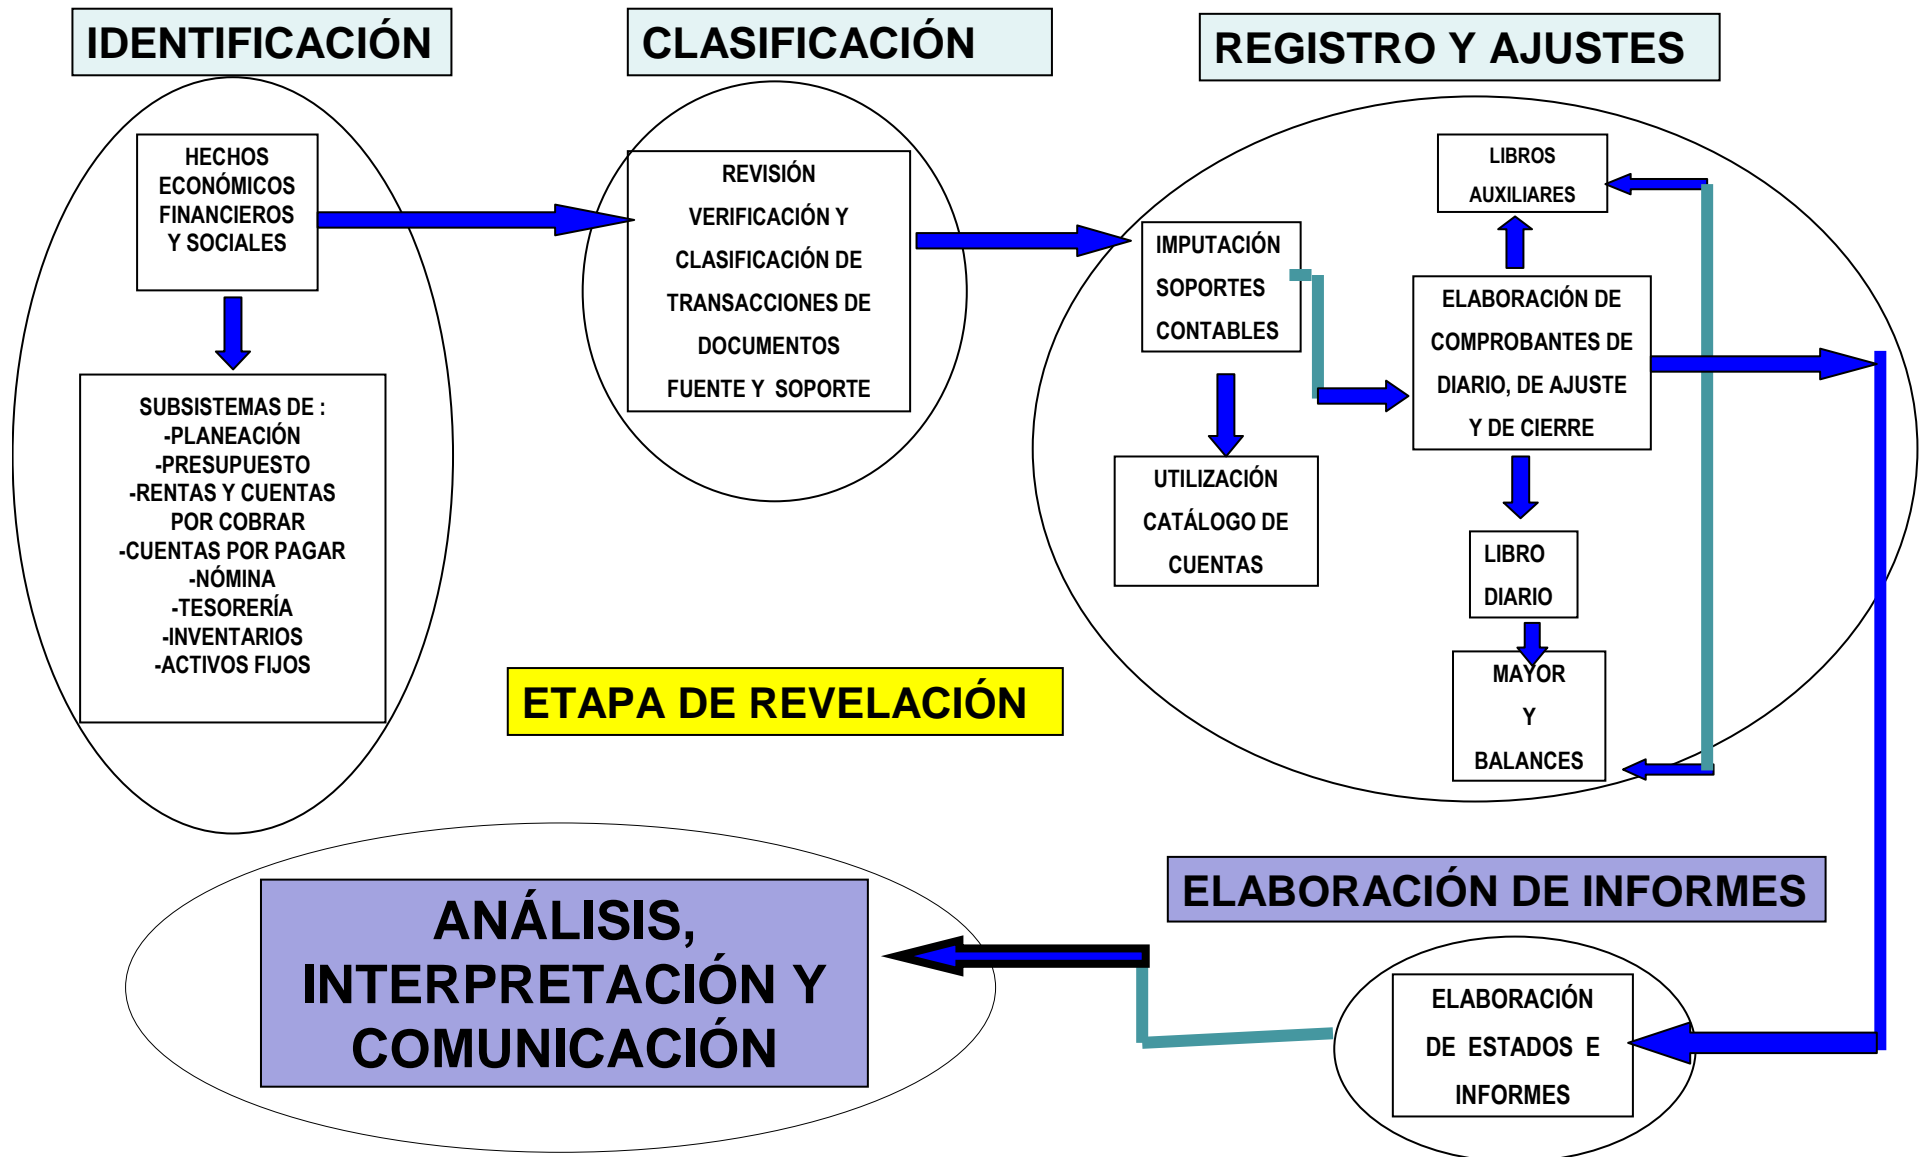 IDENTIFICACIÓN
HECHOS
ECONÓMICOS
FINANCIEROS
Y SOCIALES
SUBSISTEMAS DE :
-PLANEACIÓN
-PRESUPUESTO
-RENTAS Y CUENTAS
POR COBRAR
-CUENTAS POR PAGAR
-NÓMINA
-TESORERÍA
-INVENTARIOS
-ACTIVOS FIJOS
CLASIFICACIÓN
REVISIÓN
VERIFICACIÓN Y
CLASIFICACIÓN DE
TRANSACCIONES DE
DOCUMENTOS
FUENTE Y SOPORTE
REGISTRO Y AJUSTES
IMPUTACIÓN
SOPORTES
CONTABLES
UTILIZACIÓN
CATÁLOGO DE
CUENTAS
LIBROS
AUXILIARES
ELABORACIÓN DE
COMPROBANTES DE
DIARIO, DE AJUSTE
Y DE CIERRE
LIBRO
DIARIO
MAYOR
Y
BALANCES
ETAPA DE REVELACIÓN
ELABORACIÓN DE INFORMES
ELABORACIÓN
DE ESTADOS E
INFORMES
ANÁLISIS,
INTERPRETACIÓN Y
COMUNICACIÓN